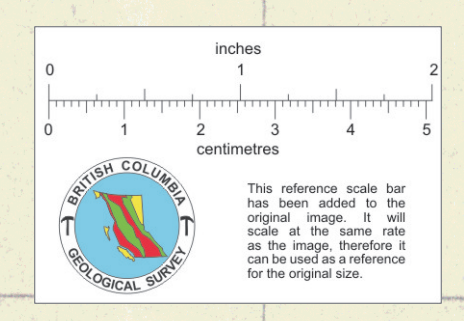 inches
0 1 2
0 1 2 3 4 5
centimetres
BRITISH COLUMBIA
GEOLOGICAL SURVEY
This reference scale bar
has been added to the
original image. It will
scale at the same rate
as the image, therefore it
can be used as a reference
for the original size.